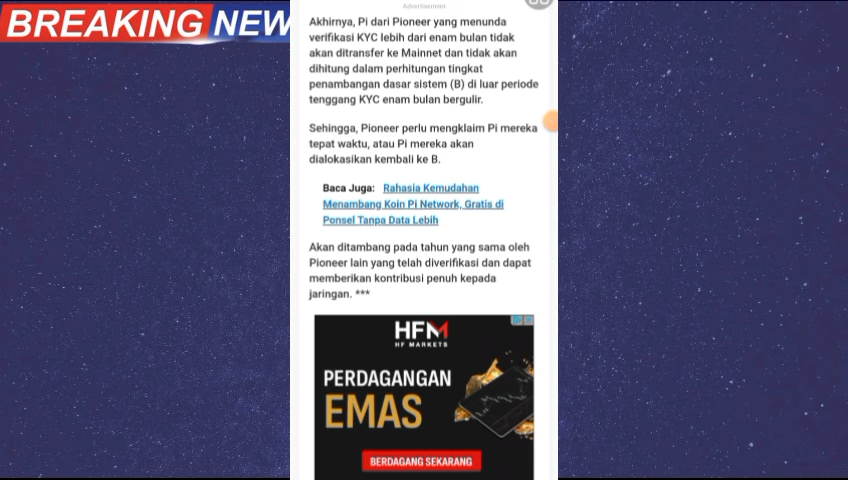 BREAKING NEW
Advertisement
Akhirnya, Pi dari Pioneer yang menunda
verifikasi KYC lebih dari enam bulan tidak
akan ditransfer ke Mainnet dan tidak akan
dihitung dalam perhitungan tingkat
penambangan dasar sistem (B) di luar periode
tenggang KYC enam bulan bergulir.
Sehingga, Pioneer perlu mengklaim Pi mereka
tepat waktu, atau Pi mereka akan
dialokasikan kembali ke B.
Baca Juga: Rahasia Kemudahan
Menambang Koin Pi Network, Gratis di
Ponsel Tanpa Data Lebih
Akan ditambang pada tahun yang sama oleh
Pioneer lain yang telah diverifikasi dan dapat
memberikan kontribusi penuh kepada
jaringan. ***
HFM
HF MARKETS
PERDAGANGAN
EMAS
BERDAGANG SEKARANG